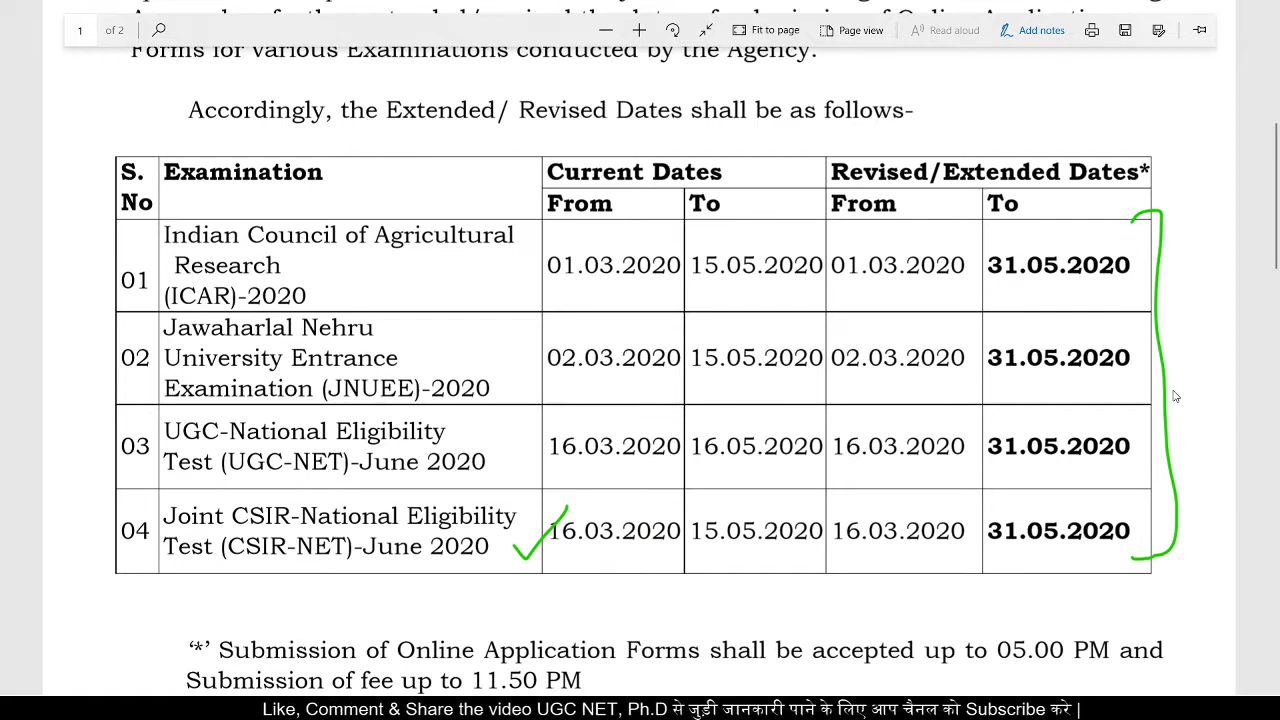 1 of 2 Fit to page Page view Read aloud Add notes
Forms for various Examinations conducted by the Agency.
Accordingly, the Extended/ Revised Dates shall be as follows-
S. No Examination Current Dates Revised/Extended Dates*
From To From To
01 Indian Council of Agricultural Research (ICAR)-2020 01.03.2020 15.05.2020 01.03.2020 31.05.2020
02 Jawaharlal Nehru University Entrance Examination (JNUEE)-2020 02.03.2020 15.05.2020 02.03.2020 31.05.2020
03 UGC-National Eligibility Test (UGC-NET)-June 2020 16.03.2020 16.05.2020 16.03.2020 31.05.2020
04 Joint CSIR-National Eligibility Test (CSIR-NET)-June 2020 16.03.2020 15.05.2020 16.03.2020 31.05.2020
‘*’ Submission of Online Application Forms shall be accepted up to 05.00 PM and
Submission of fee up to 11.50 PM
Like, Comment & Share the video UGC NET, Ph.D से जुड़ी जानकारी पाने के लिए आप चैनल को Subscribe करे |